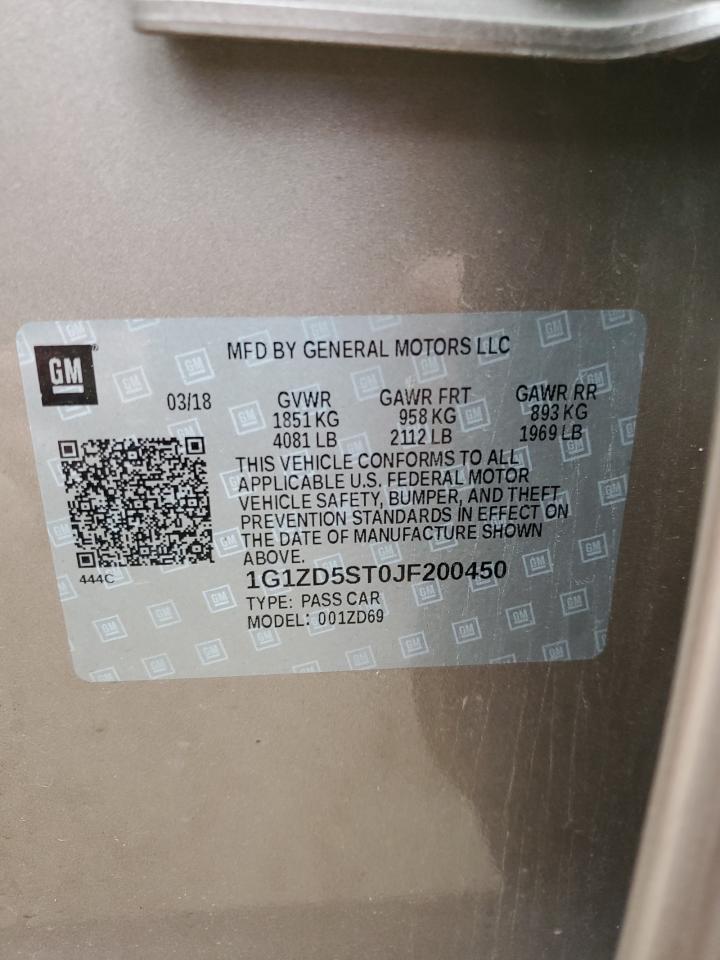 GM
MFD BY GENERAL MOTORS LLC
03/18 GVWR GAWR FRT GAWR RR
1851 KG 958 KG 893 KG
4081 LB 2112 LB 1969 LB
THIS VEHICLE CONFORMS TO ALL
APPLICABLE U.S. FEDERAL MOTOR
VEHICLE SAFETY, BUMPER, AND THEFT
PREVENTION STANDARDS IN EFFECT ON
THE DATE OF MANUFACTURE SHOWN
ABOVE.
444C
1G1ZD5ST0JF200450
TYPE: PASS CAR
MODEL: 001ZD69